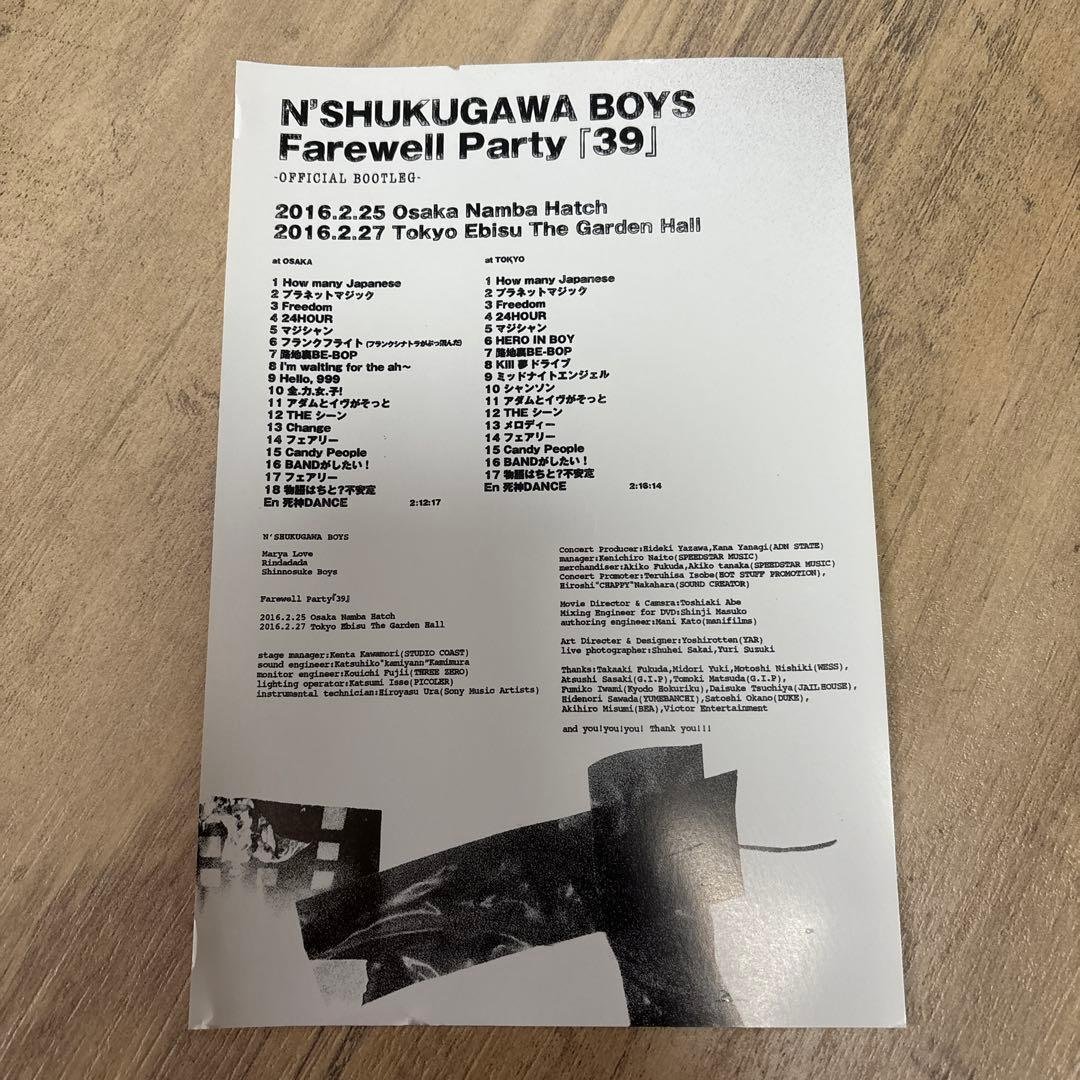 N'SHUKUGAWA BOYS
Farewell Party『39』
-OFFICIAL BOOTLEG-
2016.2.25 Osaka Namba Hatch
2016.2.27 Tokyo Ebisu The Garden Hall
at OSAKA
1 How many Japanese
2 プラネットマジック
3 Freedom
4 24HOUR
5 マジシャン
6 フランクフライト (フランクシナトラがぶっ飛んだ)
7 路地裏BE-BOP
8 I'm waiting for the ah～
9 Hello, 999
10 全.力.女.子!
11 アダムとイヴがそっと
12 THE シーン
13 Change
14 フェアリー
15 Candy People
16 BANDがしたい！
17 フェアリー
18 物語はちと?不安定
En 死神DANCE 2:12:17
at TOKYO
1 How many Japanese
2 プラネットマジック
3 Freedom
4 24HOUR
5 マジシャン
6 HERO IN BOY
7 路地裏BE-BOP
8 Kill 夢 ドライブ
9 ミッドナイトエンジェル
10 シャンソン
11 アダムとイヴがそっと
12 THE シーン
13 メロディー
14 フェアリー
15 Candy People
16 BANDがしたい！
17 物語はちと?不安定
En 死神DANCE 2:16:14
N'SHUKUGAWA BOYS
Marya Love
Rindadada
Shinnosuke Boys
Farewell Party『39』
2016.2.25 Osaka Namba Hatch
2016.2.27 Tokyo Ebisu The Garden Hall
stage manager:Kenta Kawamori(STUDIO COAST)
sound engineer:Katsuhiko"kamiyann"Kamimura
monitor engineer:Kouichi Fujii(THREE ZERO)
lighting operator:Katsumi Isse(PICOLER)
instrumental technician:Hiroyasu Ura(Sony Music Artists)
Concert Producer:Hideki Yazawa,Kana Yanagi(ADN STATE)
manager:Kenichiro Naito(SPEEDSTAR MUSIC)
merchandiser:Akiko Fukuda,Akiko tanaka(SPEEDSTAR MUSIC)
Concert Promoter:Teruhisa Isobe(HOT STUFF PROMOTION),
Hiroshi"CHAPPY"Nakahara(SOUND CREATOR)
Movie Director & Camera:Toshiaki Abe
Mixing Engineer for DVD:Shinji Masuko
authoring engineer:Mani Kato(manifilms)
Art Directer & Designer:Yoshirotten(YAR)
live photographer:Shuhei Sakai,Yuri Suzuki
Thanks:Takaaki Fukuda,Midori Yuki,Motoshi Nishiki(WESS),
Atsushi Sasaki(G.I.P),Tomoki Matsuda(G.I.P),
Fumiko Iwami(Kyodo Hokuriku),Daisuke Tsuchiya(JAILHOUSE),
Hidenori Sawada(YUMEBANCHI),Satoshi Okano(DUKE),
Akihiro Misumi(BEA),Victor Entertainment
and you!you!you! Thank you!!!